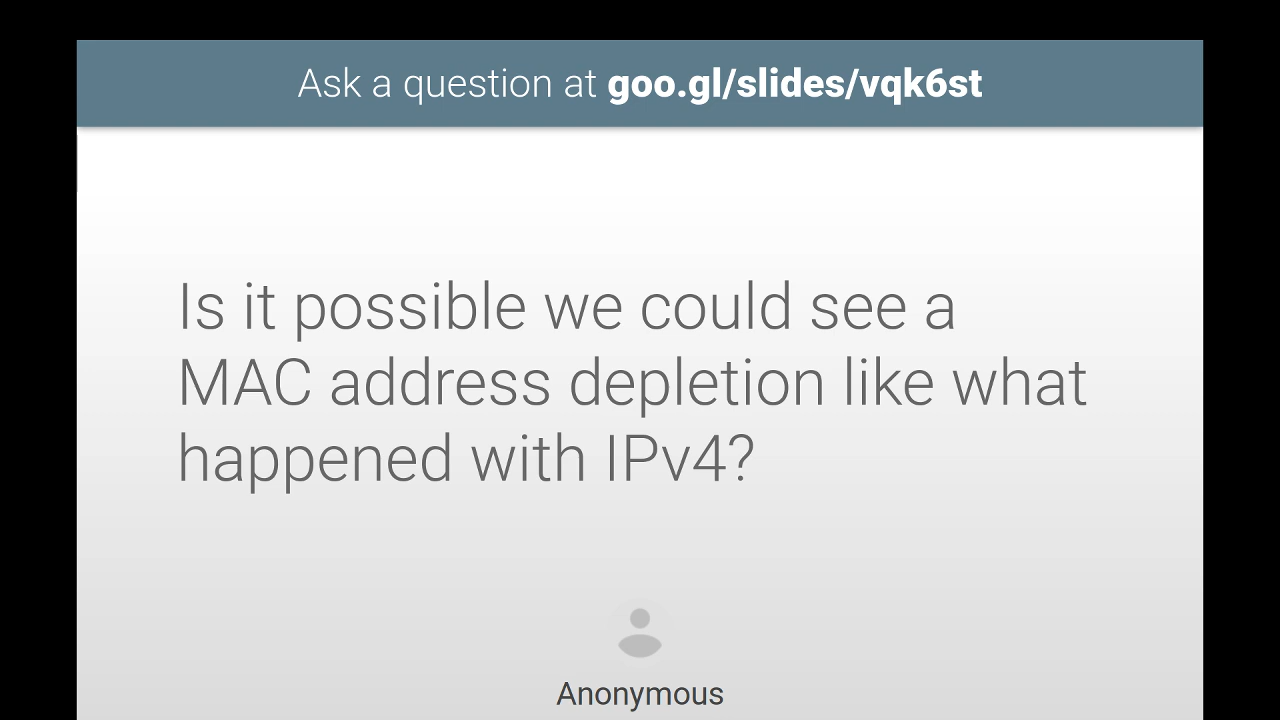 Ask a question at goo.gl/slides/vqk6st
Is it possible we could see a
MAC address depletion like what
happened with IPv4?
Anonymous